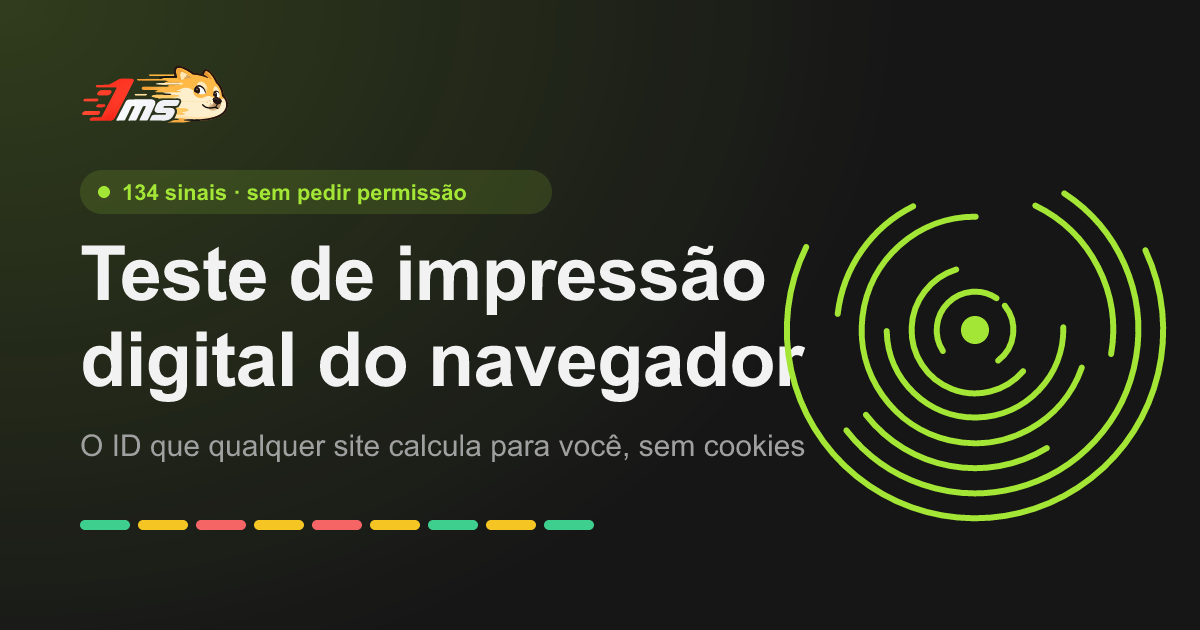 1ms
134 sinais · sem pedir permissão
Teste de impressão
digital do navegador
O ID que qualquer site calcula para você, sem cookies